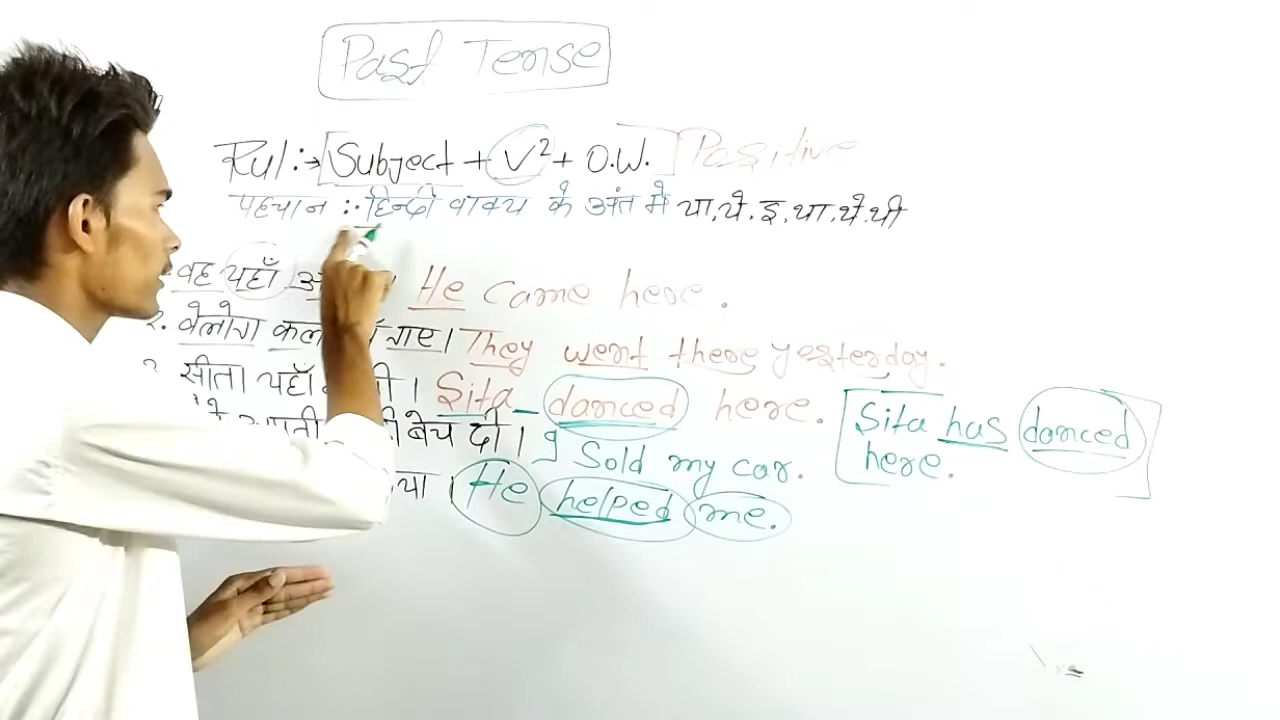 Past Tense
Rul:→ Subject + V² + O.W. Positive
पहचान :- हिन्दी वाक्य के अंत में या, ये, इ, था, थे, थी
वह यहाँ He came here.
२. वेलोग कल गए। They went there yesterday.
सीता यहाँ Sita danced here. Sita has danced
बेच दी। I Sold my car. here.
He helped me.